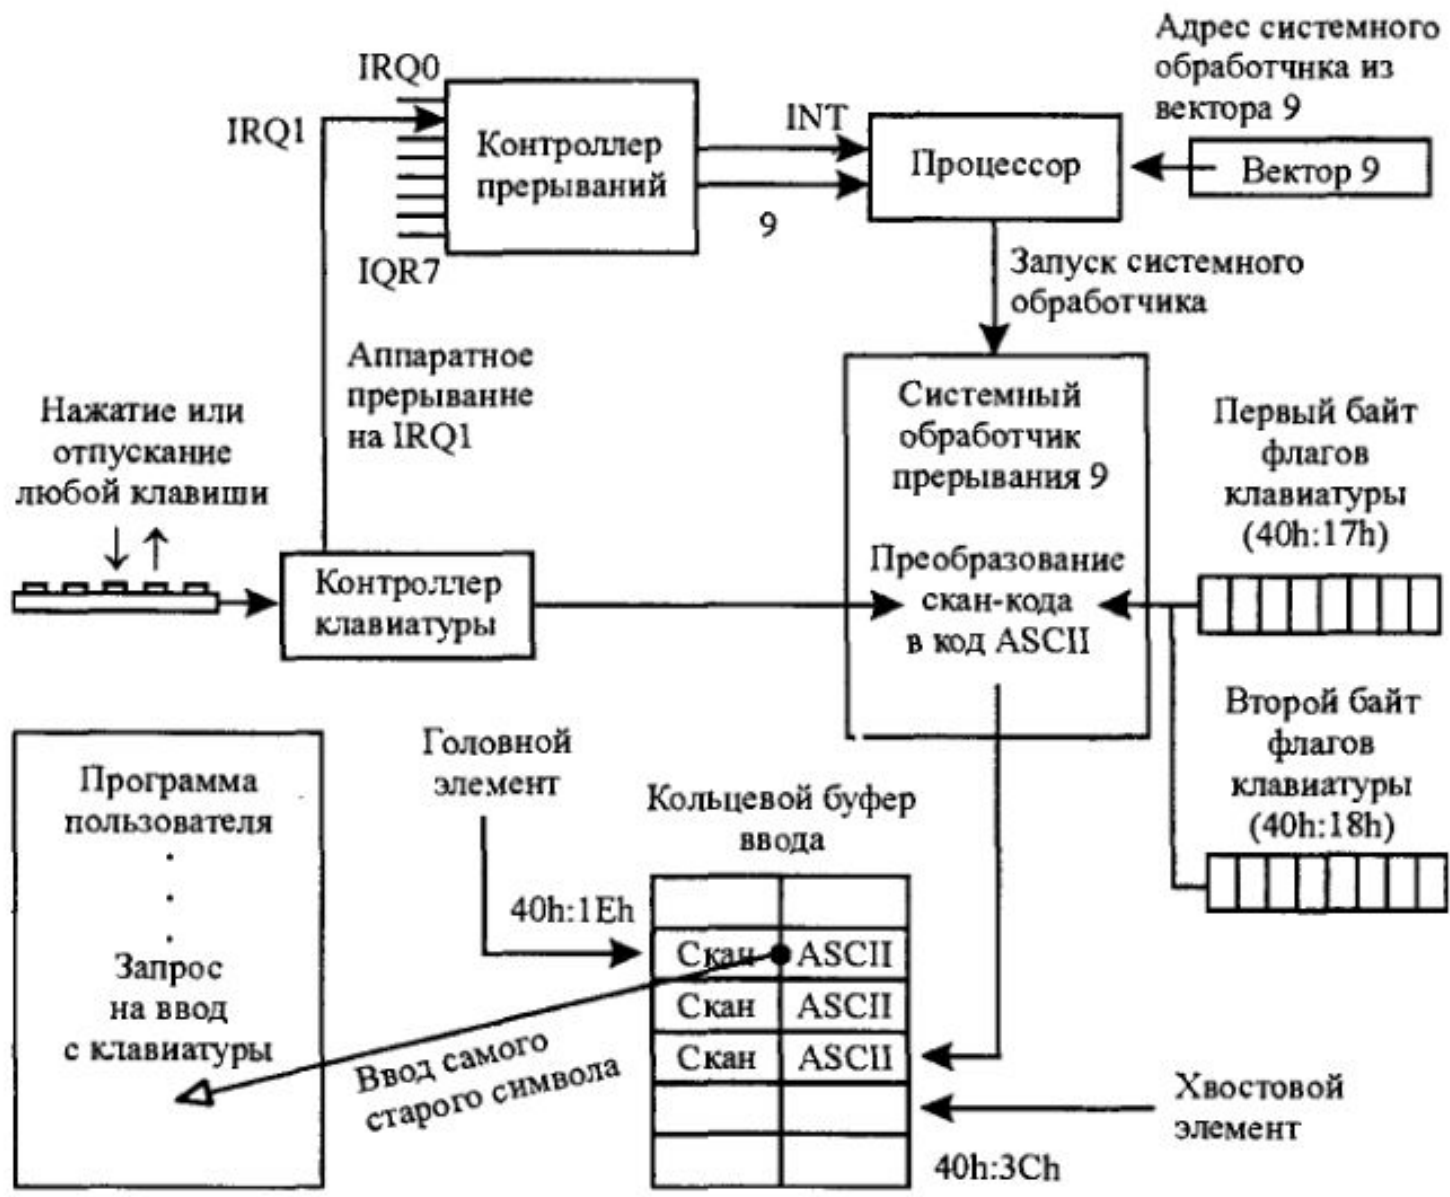 IRQ0
IRQ1
IQR7
Контроллер
прерываний
INT
9
Процессор
Адрес системного
обработчика из
вектора 9
Вектор 9
Запуск системного
обработчика
Аппаратное
прерывание
на IRQ1
Нажатие или
отпускание
любой клавиши
Контроллер
клавиатуры
Системный
обработчик
прерывания 9
Преобразование
скан-кода
в код ASCII
Первый байт
флагов
клавиатуры
(40h:17h)
Второй байт
флагов
клавиатуры
(40h:18h)
Программа
пользователя
Запрос
на ввод
с клавиатуры
Головной
элемент
Кольцевой буфер
ввода
40h:1Eh
Скан ASCII
Скан ASCII
Скан ASCII
Ввод самого
старого символа
Хвостовой
элемент
40h:3Ch